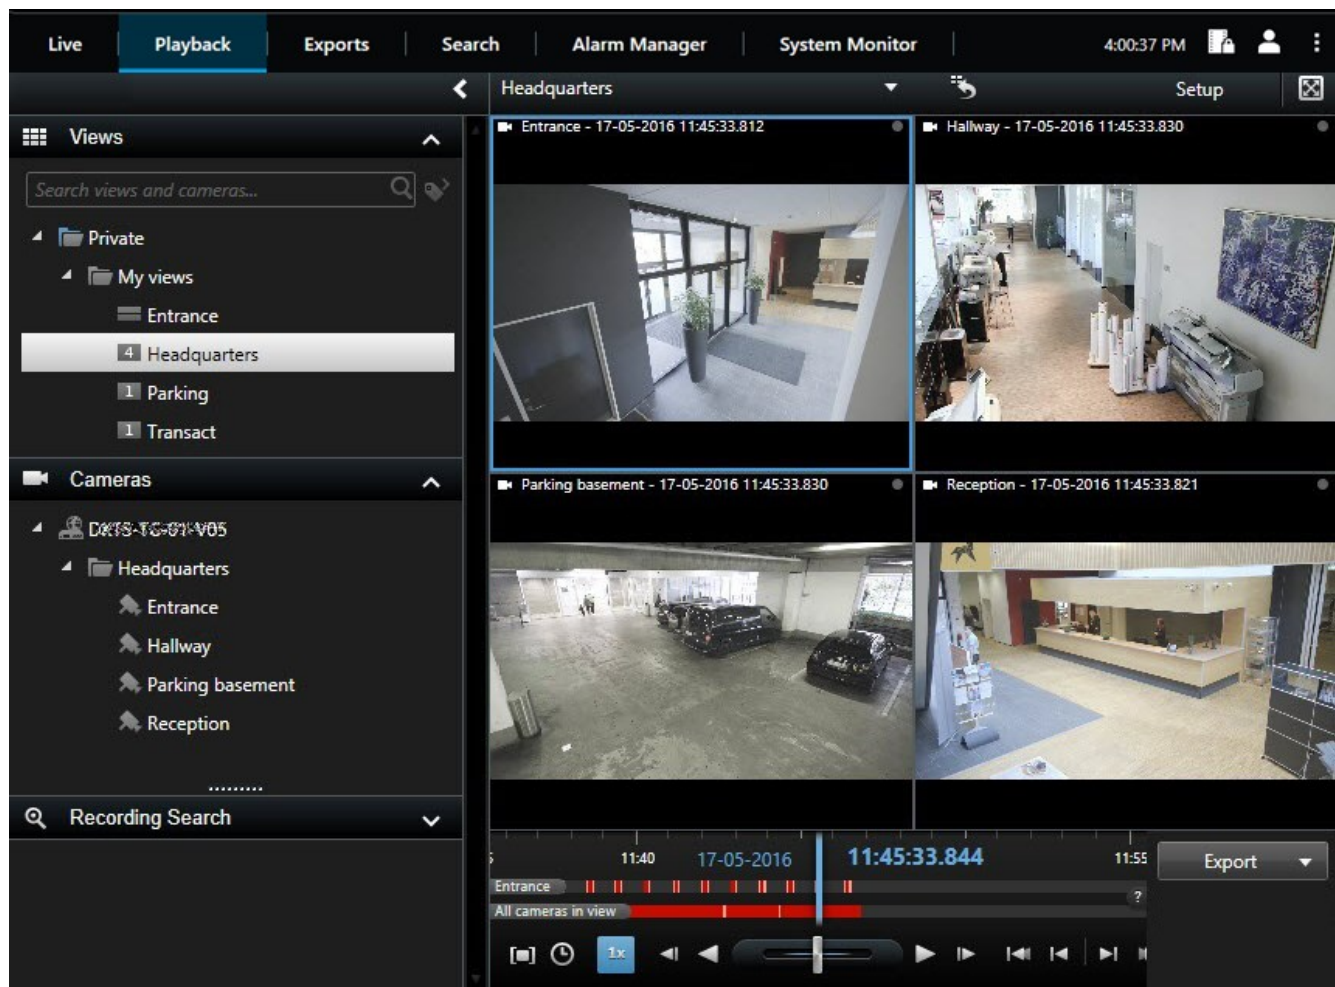 Live Playback Exports Search Alarm Manager System Monitor 4:00:37 PM
Headquarters Setup
Views
Search views and cameras...
Private
My views
Entrance
4 Headquarters
1 Parking
1 Transact
Cameras
Headquarters
Entrance
Hallway
Parking basement
Reception
Recording Search
Entrance - 17-05-2016 11:45:33.812
Hallway - 17-05-2016 11:45:33.830
Parking basement - 17-05-2016 11:45:33.830
Reception - 17-05-2016 11:45:33.821
11:40 17-05-2016 11:45:33.844 11:55
Entrance
?
All cameras in view
1x
Export